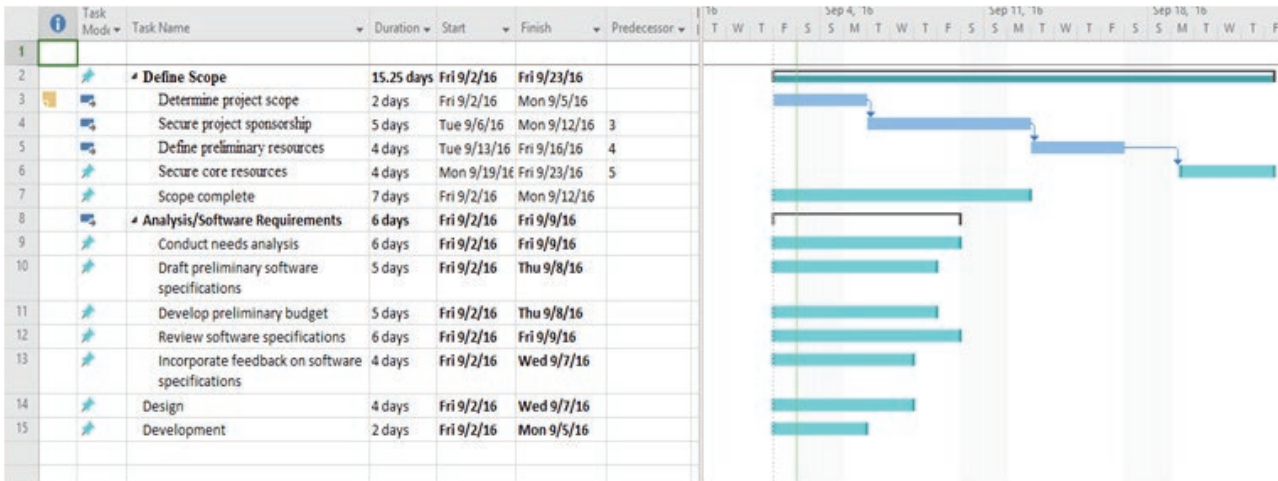 Task
Mode Task Name Duration Start Finish Predecessor
'16 Sep 4, '16 Sep 11, '16 Sep 18, '16
T W T F S S M T W T F S S M T W T F S S M T W T F
1
2 Define Scope 15.25 days Fri 9/2/16 Fri 9/23/16
3 Determine project scope 2 days Fri 9/2/16 Mon 9/5/16
4 Secure project sponsorship 5 days Tue 9/6/16 Mon 9/12/16 3
5 Define preliminary resources 4 days Tue 9/13/16 Fri 9/16/16 4
6 Secure core resources 4 days Mon 9/19/16 Fri 9/23/16 5
7 Scope complete 7 days Fri 9/2/16 Mon 9/12/16
8 Analysis/Software Requirements 6 days Fri 9/2/16 Fri 9/9/16
9 Conduct needs analysis 6 days Fri 9/2/16 Fri 9/9/16
10 Draft preliminary software 5 days Fri 9/2/16 Thu 9/8/16
specifications
11 Develop preliminary budget 5 days Fri 9/2/16 Thu 9/8/16
12 Review software specifications 6 days Fri 9/2/16 Fri 9/9/16
13 Incorporate feedback on software 4 days Fri 9/2/16 Wed 9/7/16
specifications
14 Design 4 days Fri 9/2/16 Wed 9/7/16
15 Development 2 days Fri 9/2/16 Mon 9/5/16